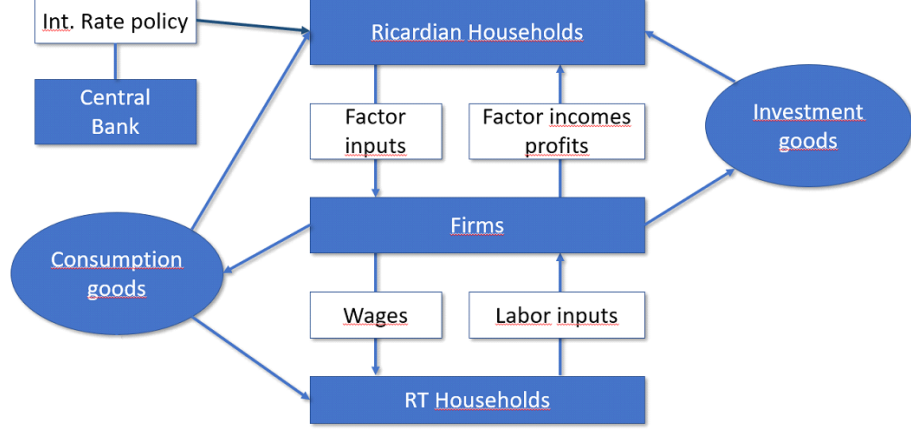 Int. Rate policy
Ricardian Households
Central
Bank
Factor
inputs
Factor incomes
profits
Investment
goods
Firms
Consumption
goods
Wages
Labor inputs
RT Households